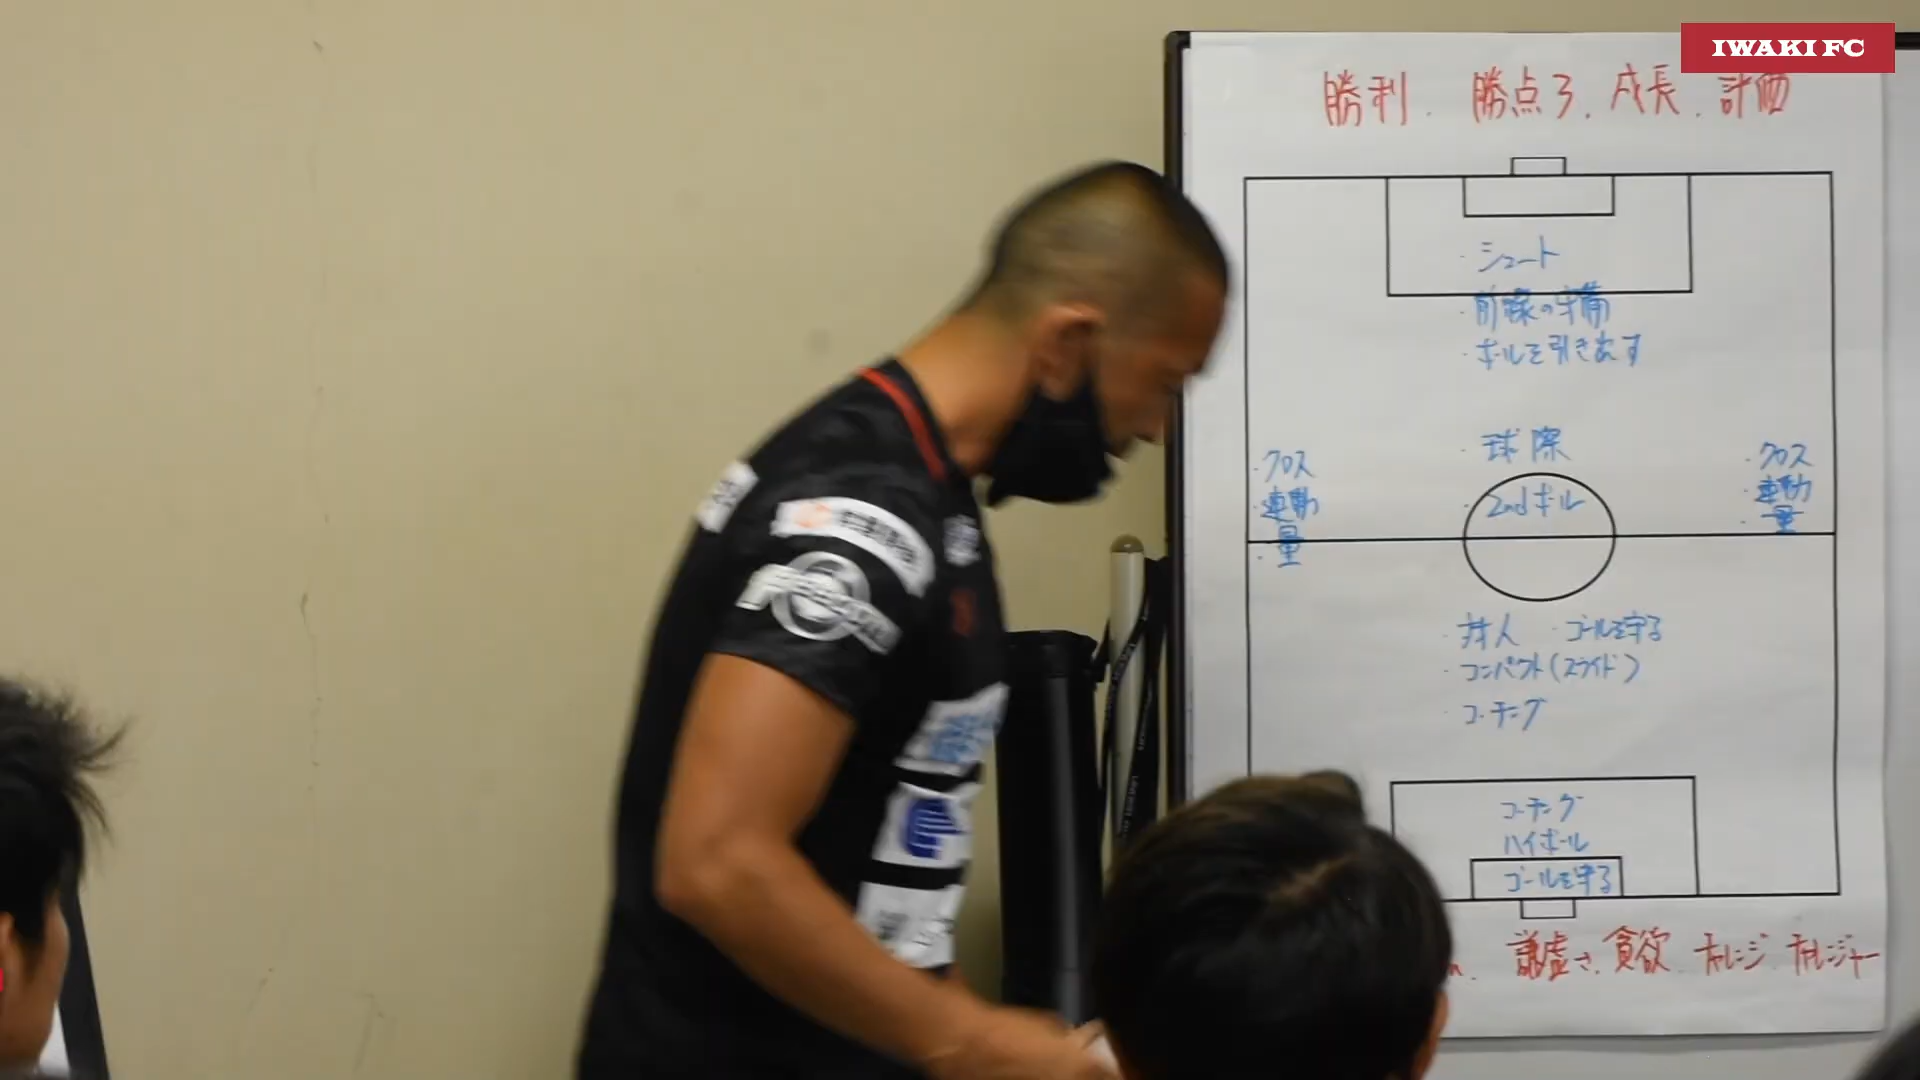 IWAKI FC
勝利. 勝点3. 成長. 評価
・シュート
・前線の守備
・ボールを引き出す
・球際
・2ndボール
・クロス
・連動
・量
・クロス
・連動
・量
・対人 ・ゴールを守る
・コンパクト(スライド)
・コーチング
コーチング
ハイボール
ゴールを守る
謙虚さ. 貪欲 チャレンジ チャレンジャー